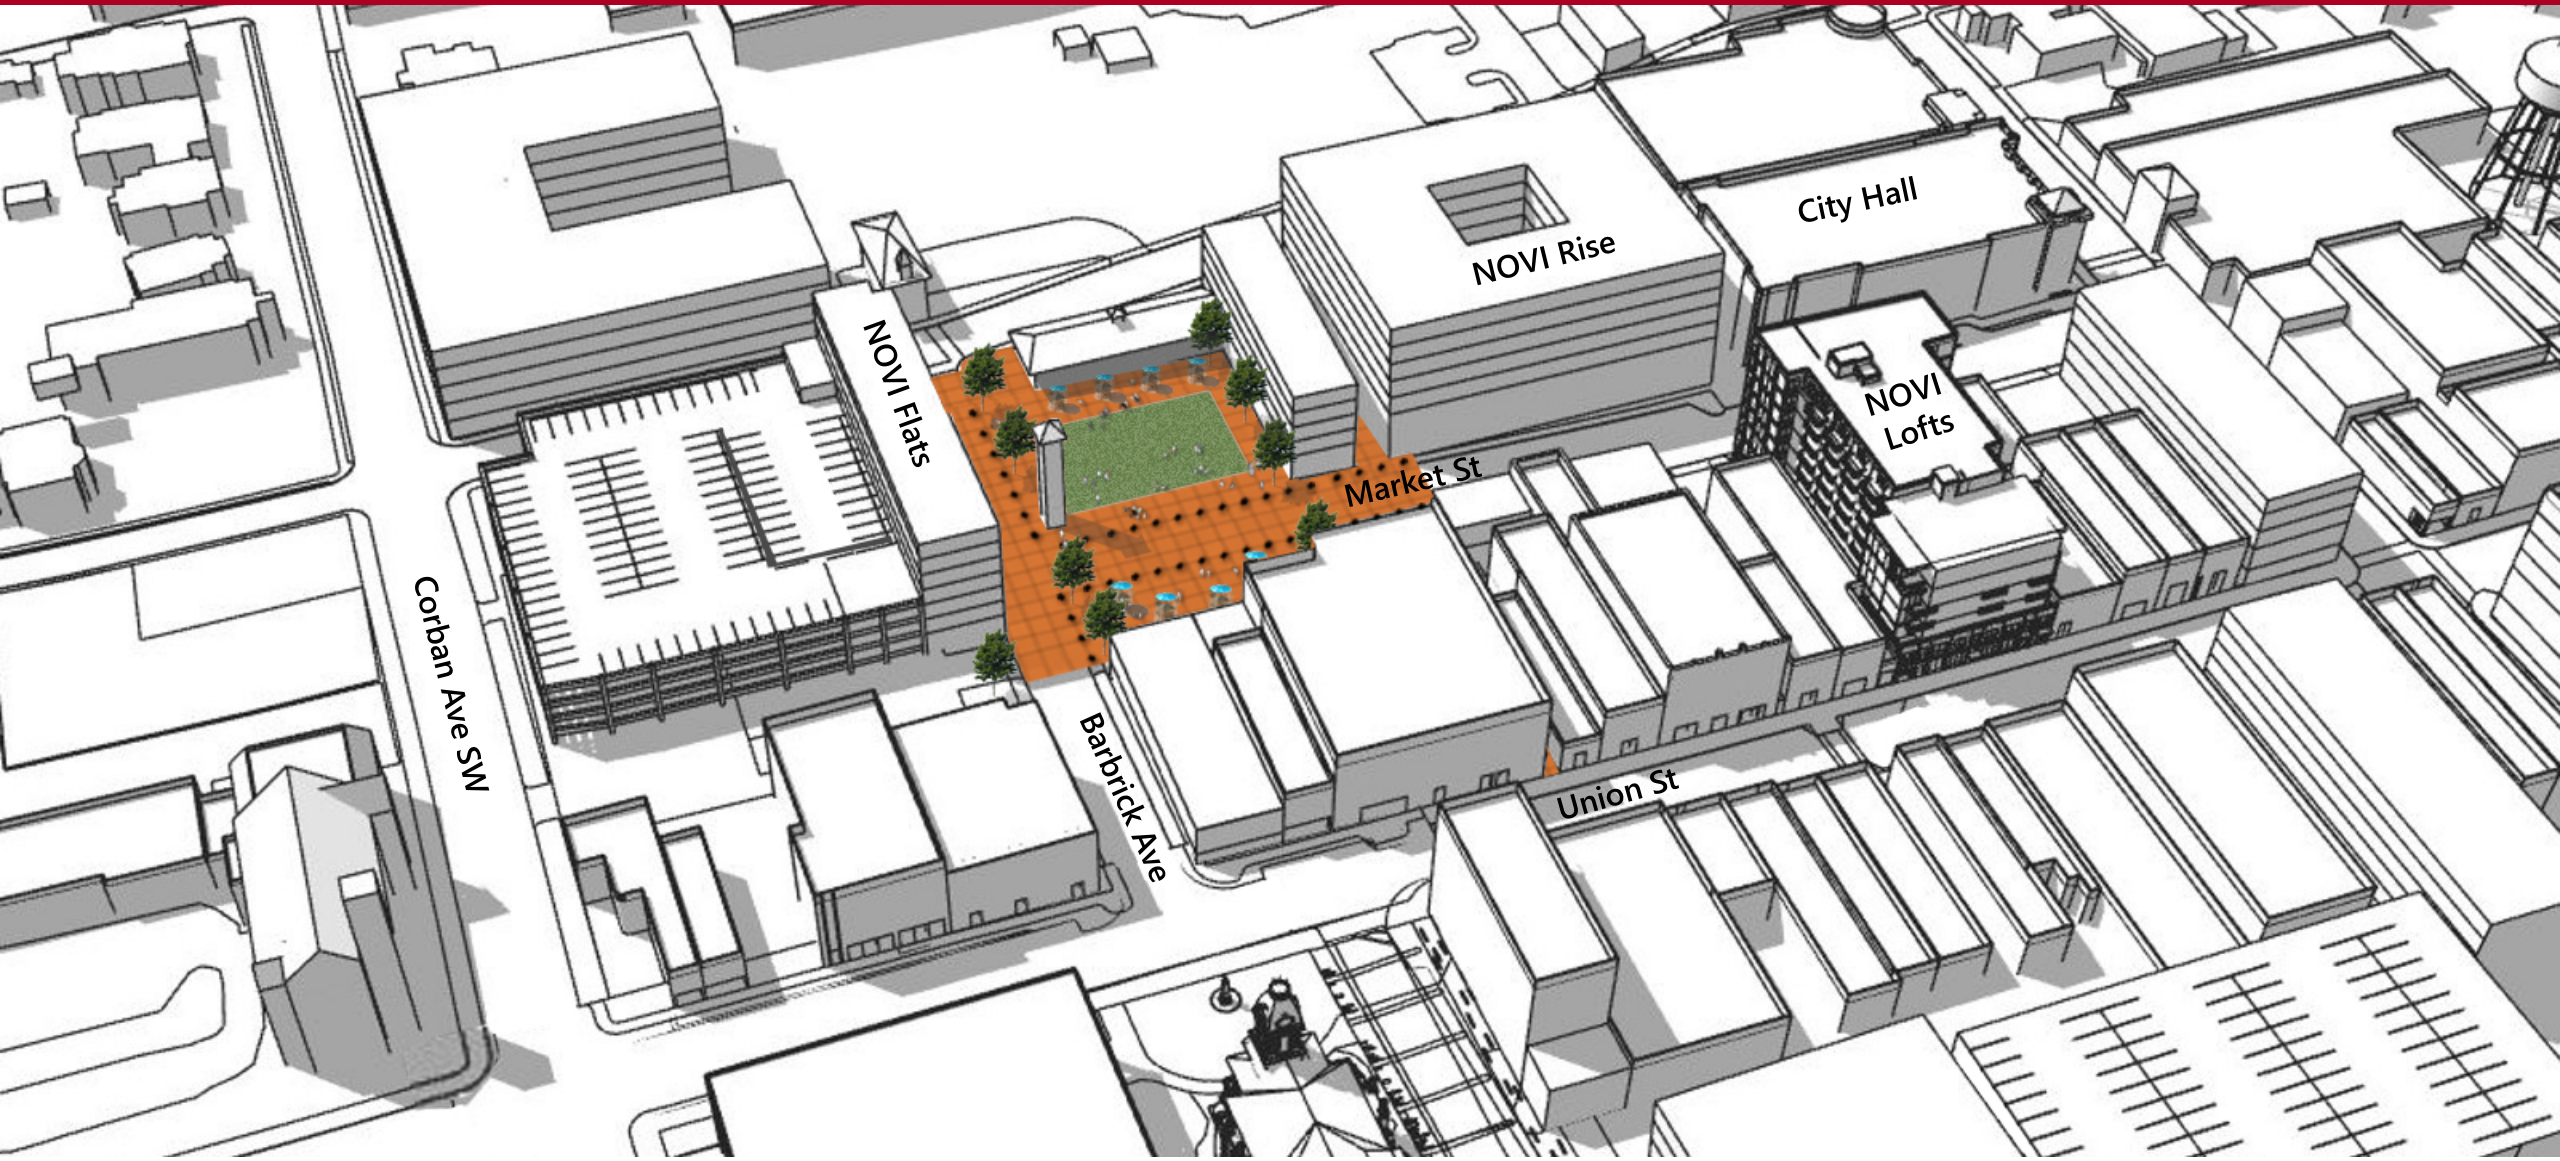 City Hall
NOVI Rise
NOVI Flats
NOVI
Lofts
Market St
Corban Ave SW
Barbrick Ave
Union St